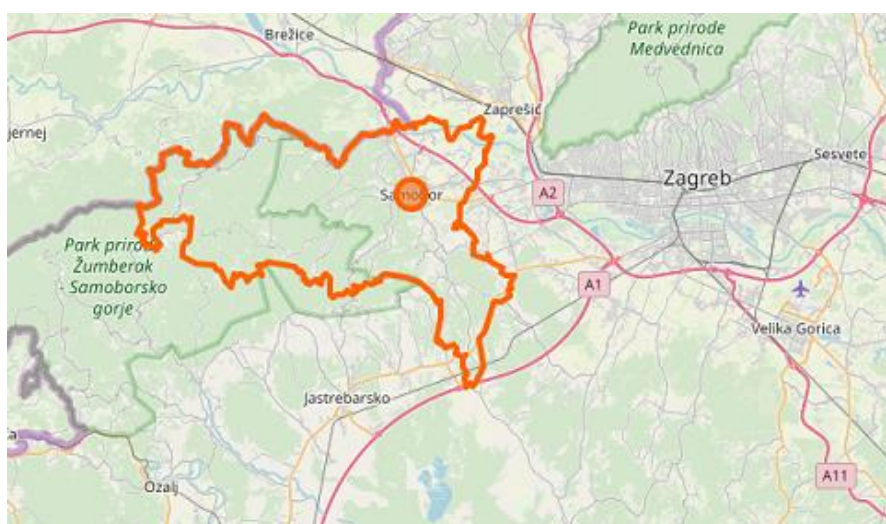 Park prirode
Medvednica
Brežice
Zaprešić
jernej
Sesvete
Zagreb
Samobor
A2
Park prirode
Žumberak
- Samoborsko
gorje
A1
Velika Gorica
Jastrebarsko
A11
Ozalj
a